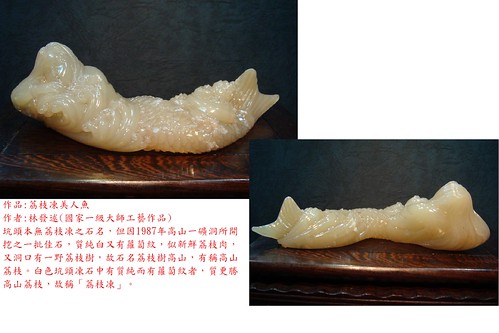 作品:荔枝凍美人魚
作者:林發述(國家一級大師工藝作品)
坑頭本無荔枝凍之石名，但因1987年高山一礦洞所開
挖之一批佳石，質純白又有蘿蔔紋，似新鮮荔枝肉，
又洞口有一野荔枝樹，故石名荔枝樹高山，有稱高山
荔枝。白色坑頭凍石中有質純而有蘿蔔紋者，質更勝
高山荔枝，故稱「荔枝凍」。